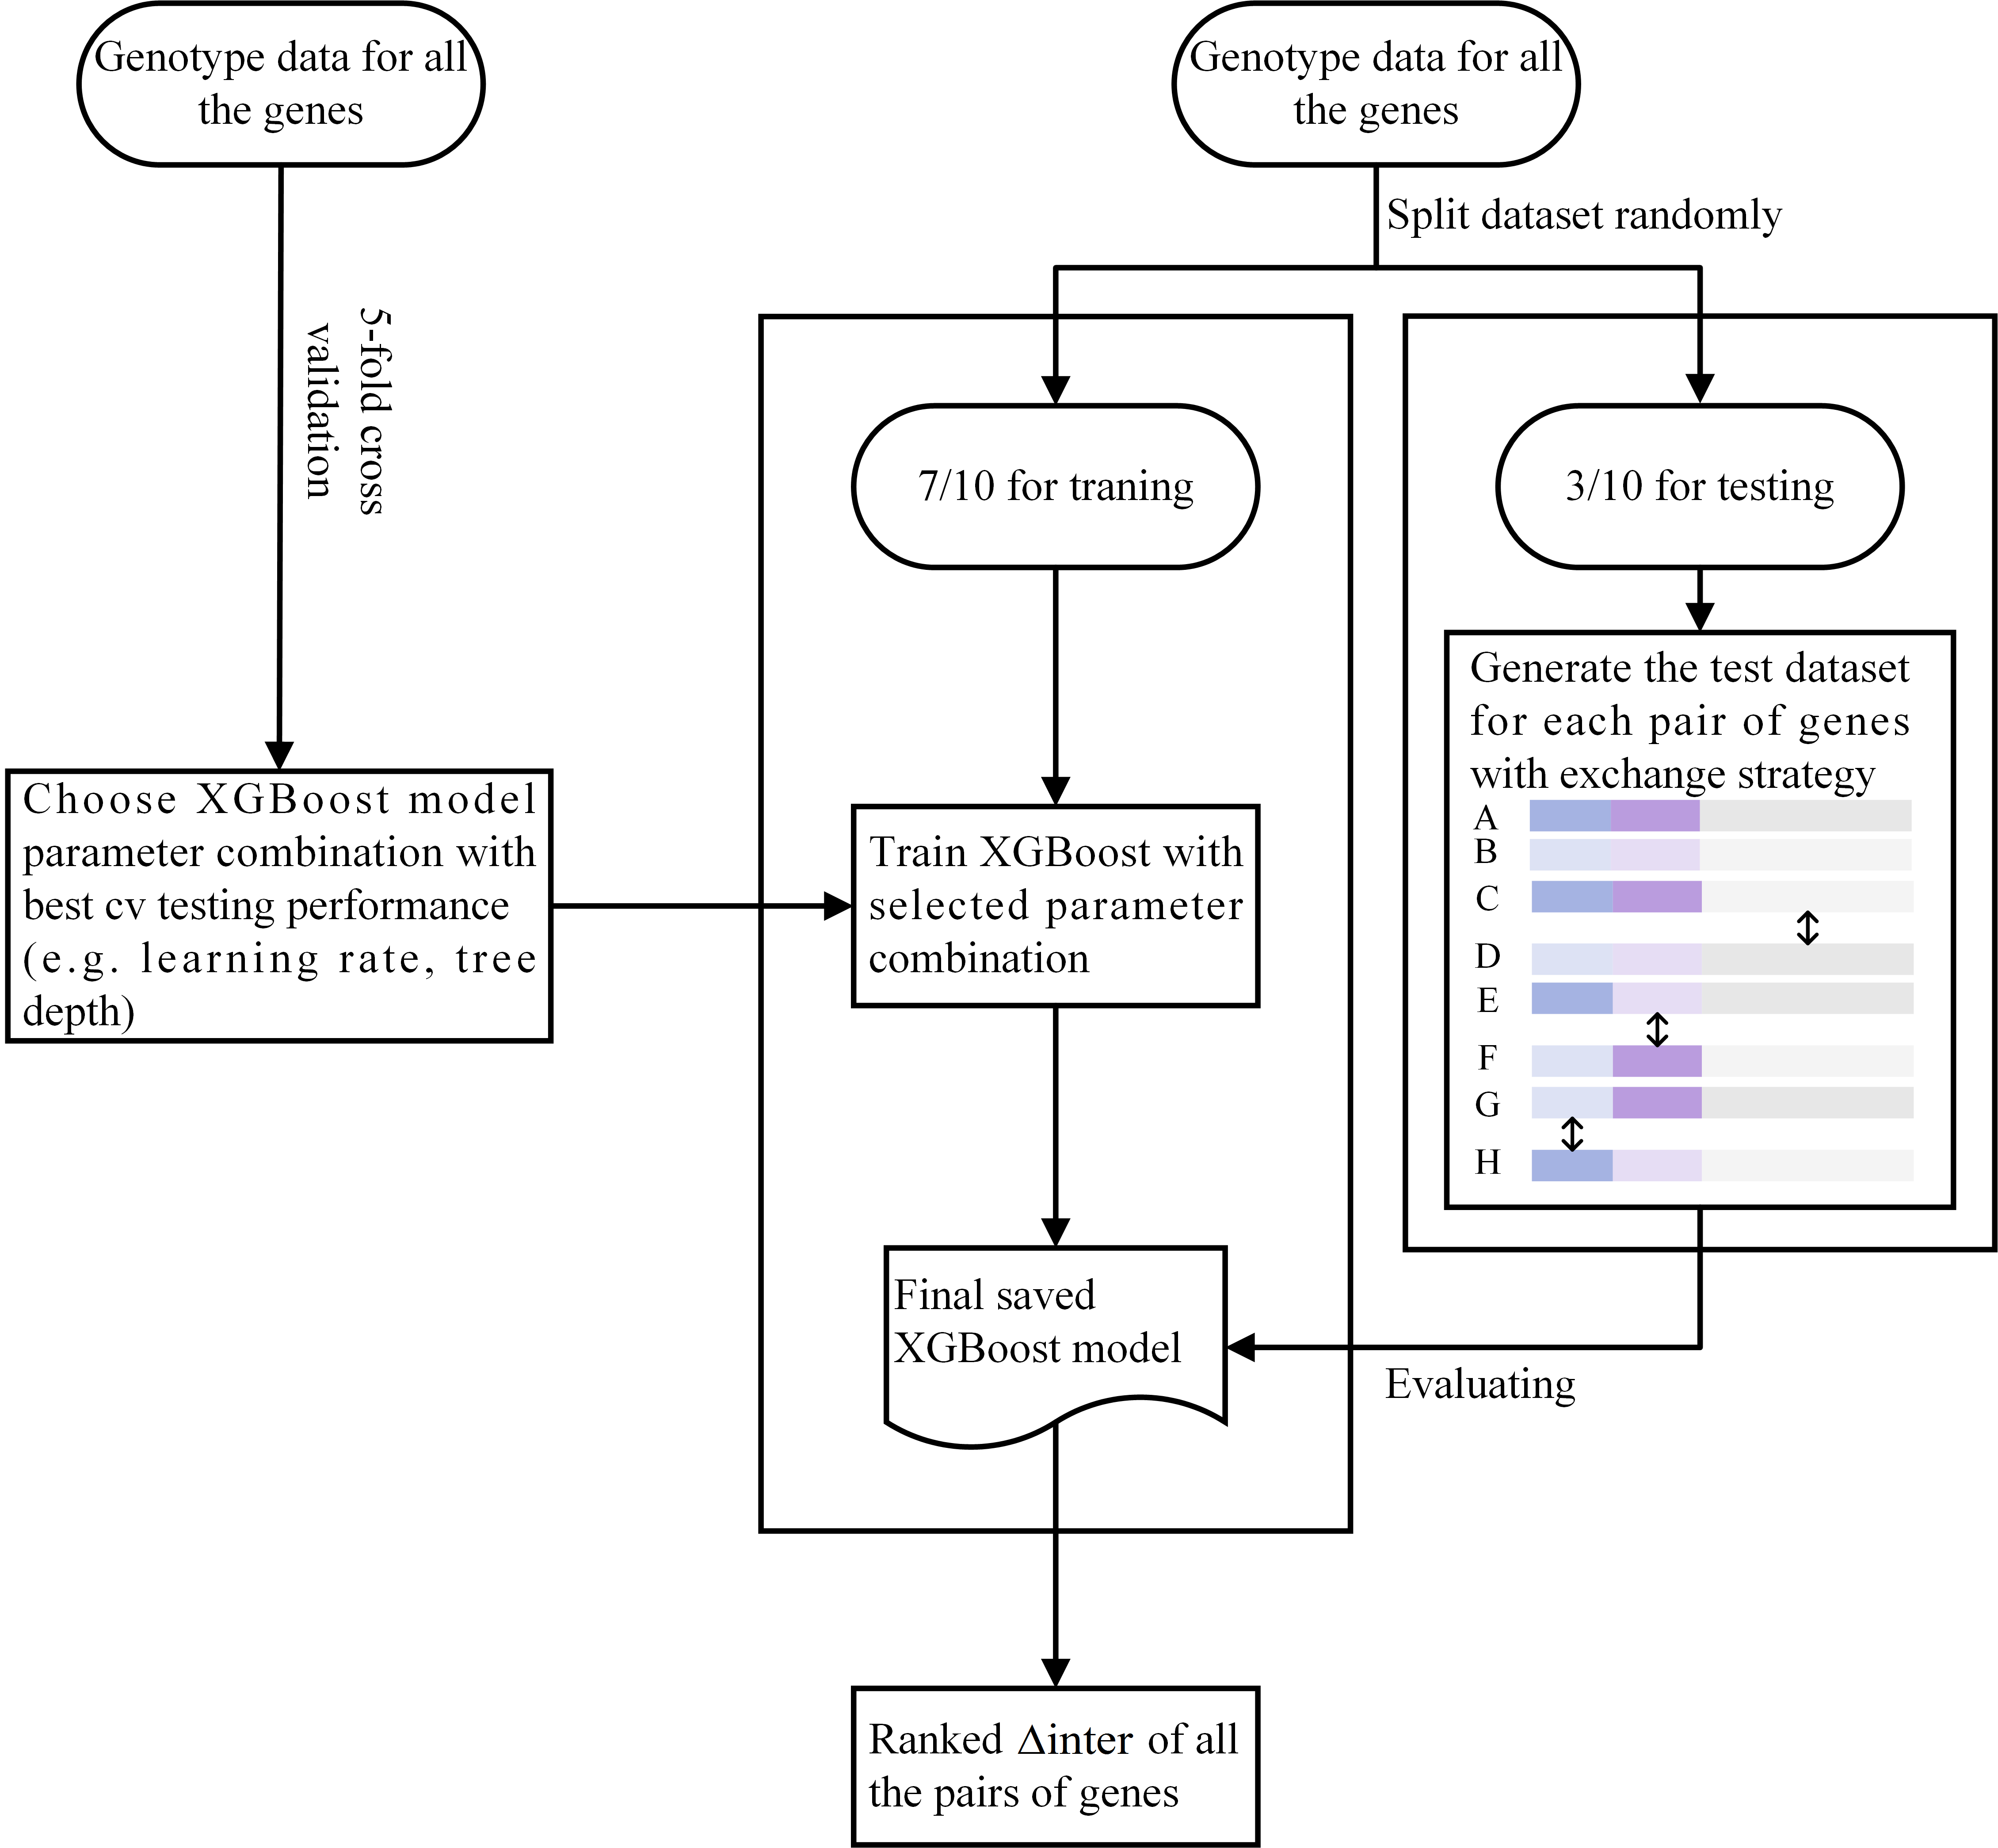 Genotype data for all
the genes
5-fold cross
validation
Choose XGBoost model
parameter combination with
best cv testing performance
(e.g. learning rate, tree
depth)
Genotype data for all
the genes
Split dataset randomly
7/10 for traning
Train XGBoost with
selected parameter
combination
Final saved
XGBoost model
3/10 for testing
Generate the test dataset
for each pair of genes
with exchange strategy
A
B
C
D
E
F
G
H
Evaluating
Ranked Δinter of all
the pairs of genes